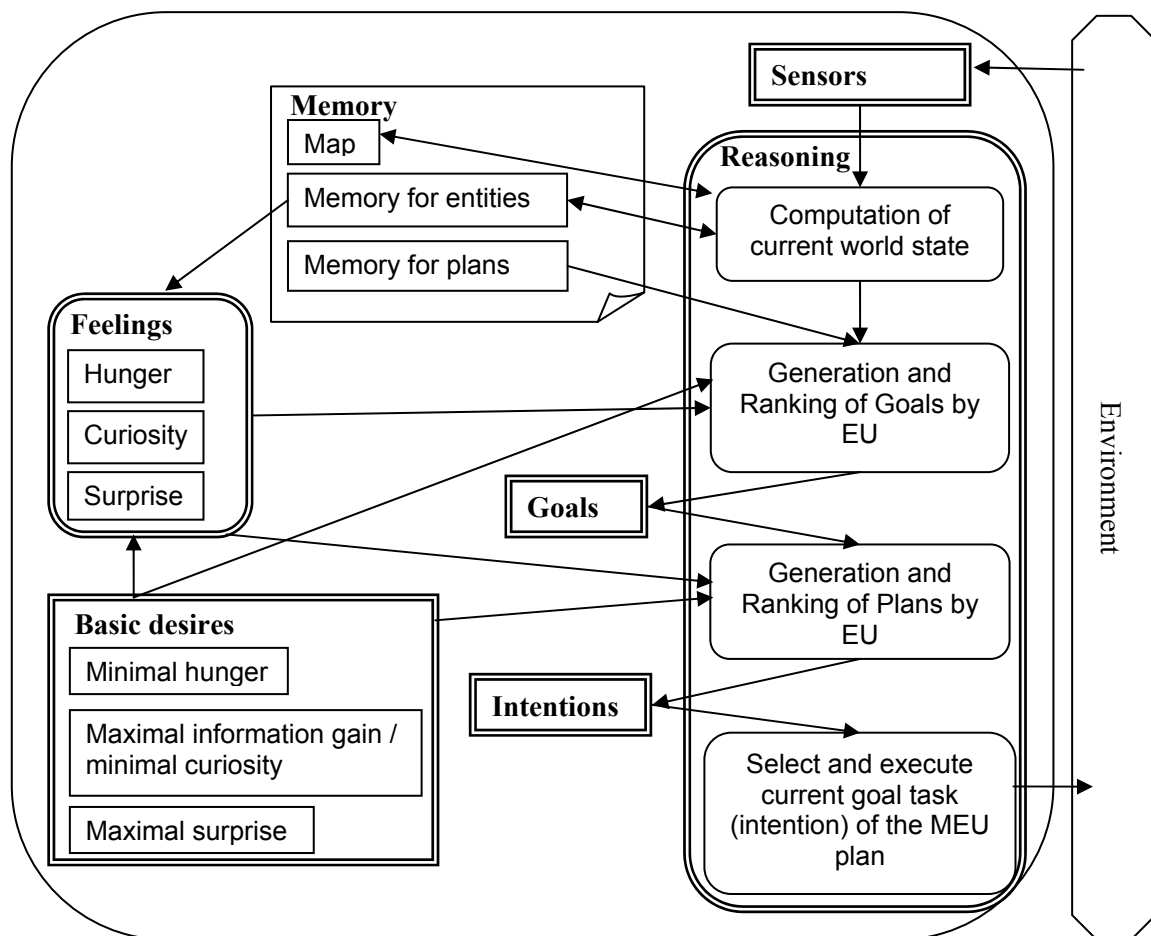 Sensors
Memory
Map
Memory for entities
Memory for plans
Reasoning
Computation of
current world state
Feelings
Hunger
Curiosity
Surprise
Generation and
Ranking of Goals by
EU
Goals
Generation and
Ranking of Plans by
EU
Basic desires
Minimal hunger
Maximal information gain /
minimal curiosity
Maximal surprise
Intentions
Select and execute
current goal task
(intention) of the MEU
plan
Environment